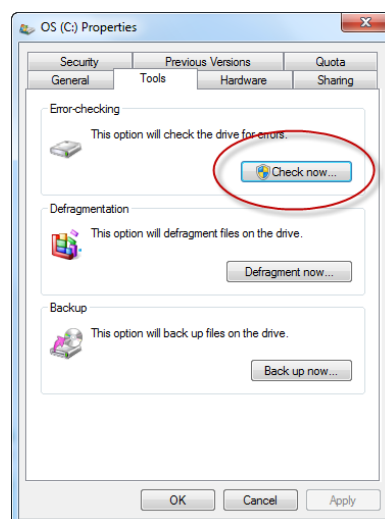 OS (C:) Properties
Security Previous Versions Quota
General Tools Hardware Sharing
Error-checking
This option will check the drive for errors.
Check now...
Defragmentation
This option will defragment files on the drive.
Defragment now...
Backup
This option will back up files on the drive.
Back up now...
OK Cancel Apply